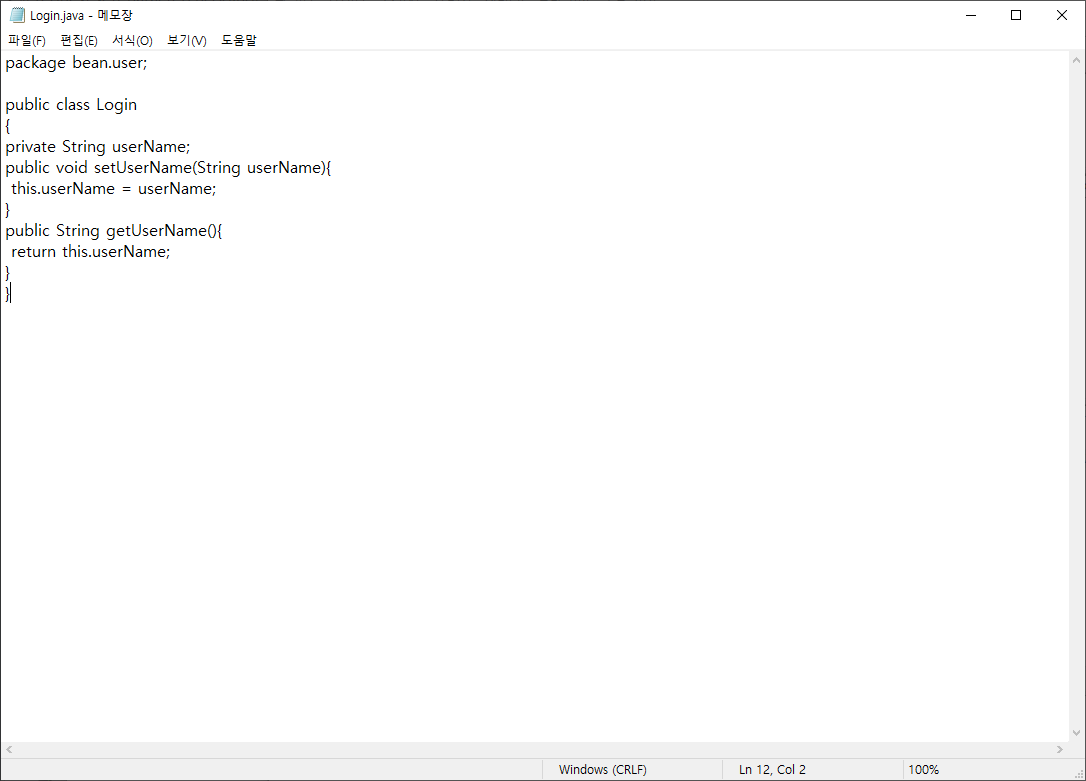 Login.java - 메모장
파일(F) 편집(E) 서식(O) 보기(V) 도움말
package bean.user;

public class Login
{
private String userName;
public void setUserName(String userName){
 this.userName = userName;
}
public String getUserName(){
 return this.userName;
}
}
Windows (CRLF) Ln 12, Col 2 100%